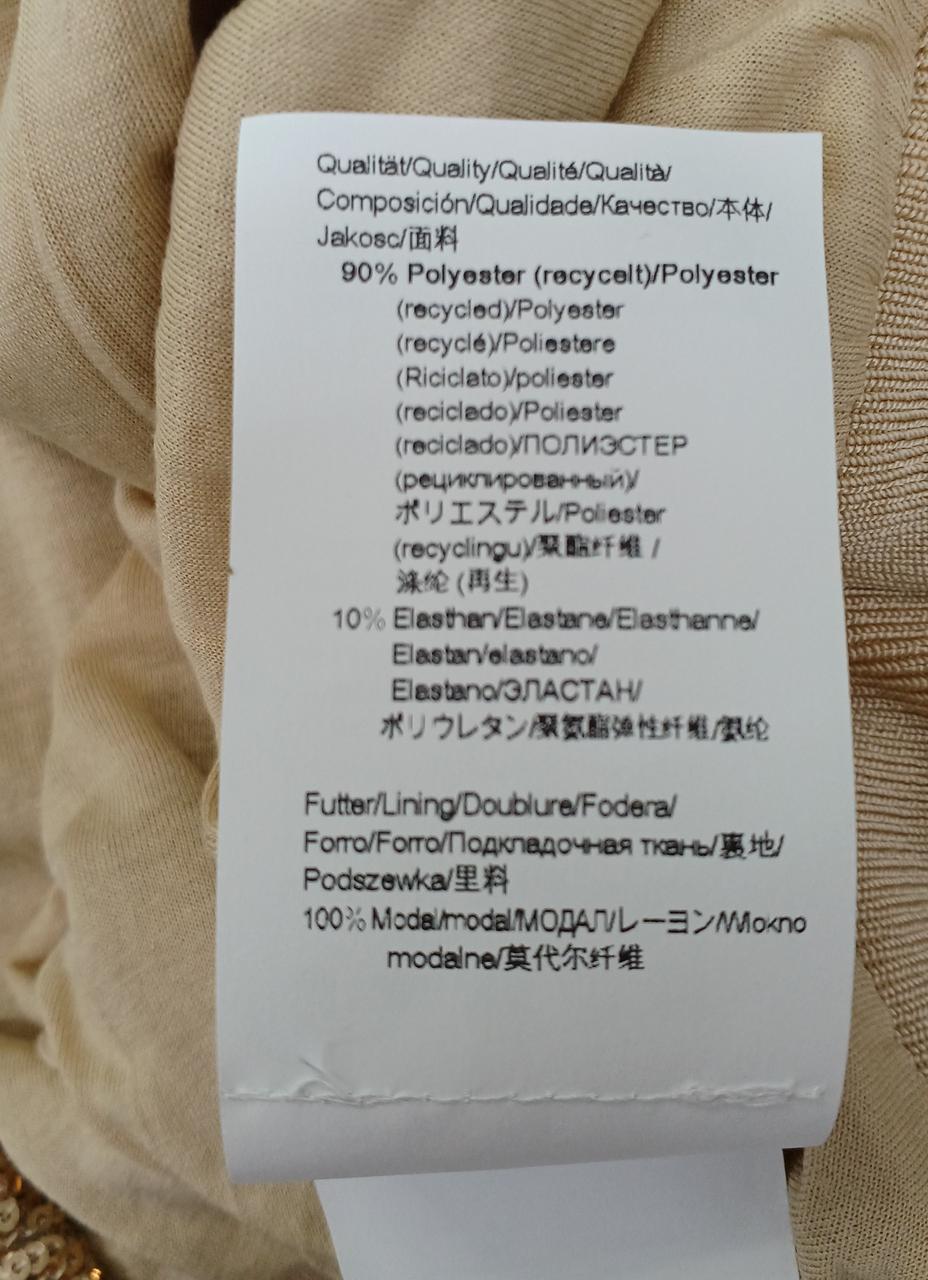 Qualität/Quality/Qualité/Qualità/
Composición/Qualidade/Качество/本体/
Jakosc/面料
90% Polyester (recycelt)/Polyester
(recycled)/Polyester
(recyclé)/Poliestere
(Riciclato)/poliester
(reciclado)/Poliester
(reciclado)/ПОЛИЭСТЕР
(рециклированный)/
ポリエステル/Poliester
(recyclingu)/聚酯纤维 /
涤纶 (再生)
10% Elasthan/Elastane/Elasthanne/
Elastan/elastano/
Elastano/ЭЛАСТАН/
ポリウレタン/聚氨酯弹性纤维/氨纶
Futter/Lining/Doublure/Fodera/
Forro/Forro/Подкладочная ткань/裏地/
Podszewka/里料
100% Modal/modal/МОДАЛ/レーヨン/Wlokno
modalne/莫代尔纤维